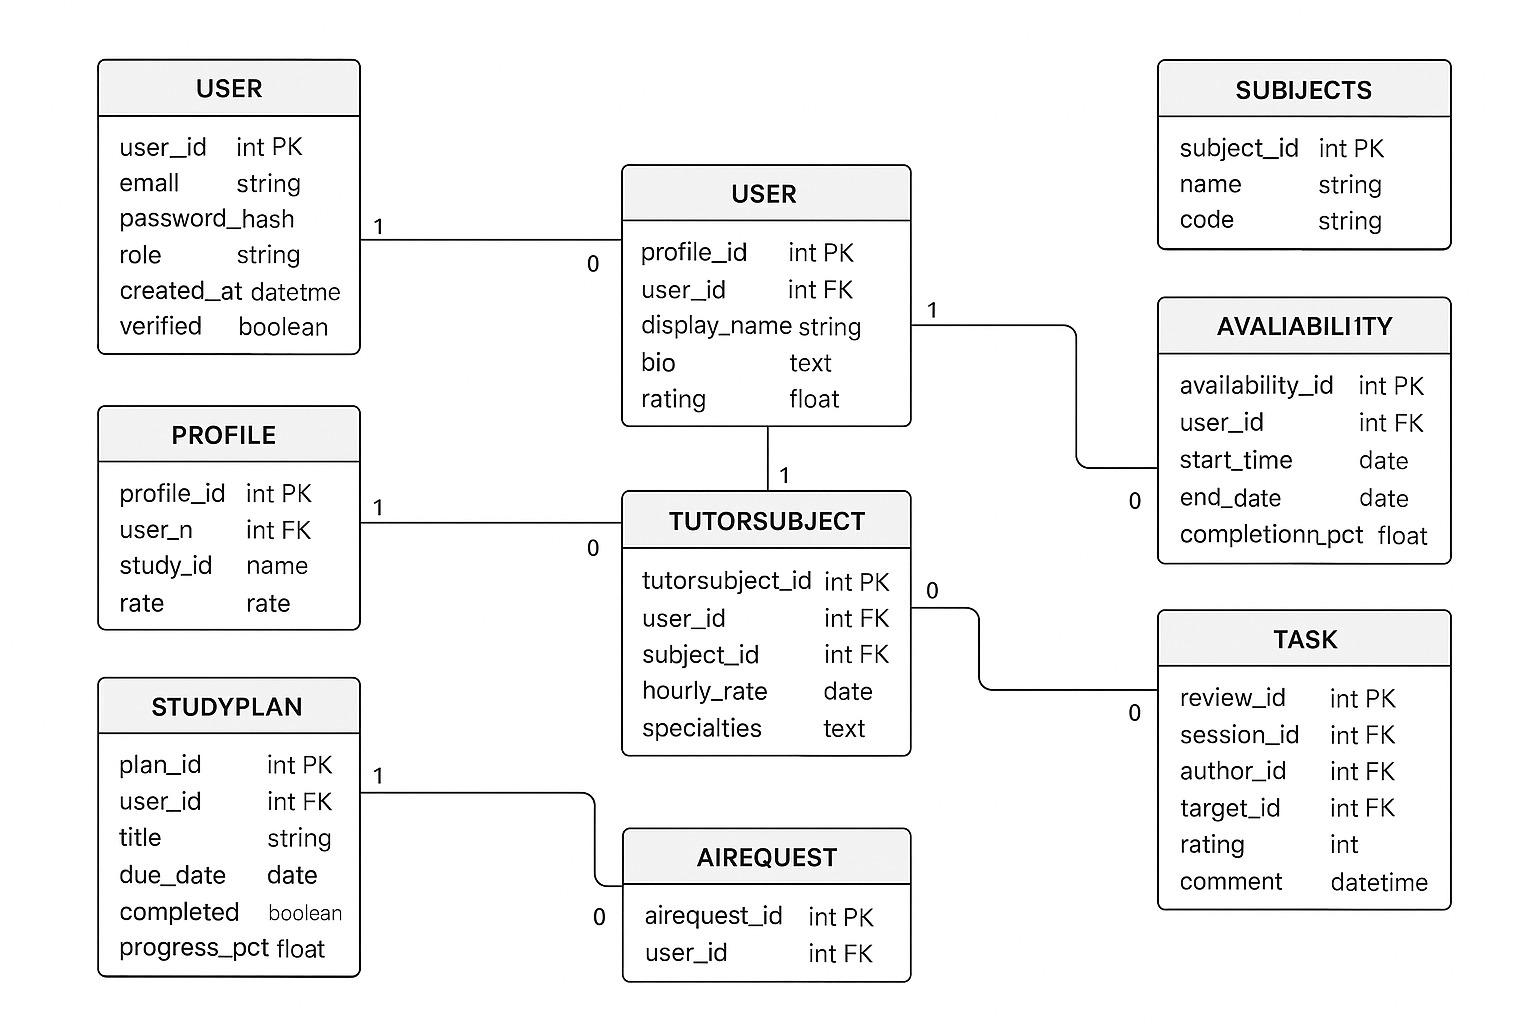 USER
user_id int PK
emall string
password_hash
role string
created_at datetme
verified boolean
1
0
USER
profile_id int PK
user_id int FK
display_name string
bio text
rating float
SUBIJECTS
subject_id int PK
name string
code string
1
0
AVALIABILI1TY
availability_id int PK
user_id int FK
start_time date
end_date date
completionn_pct float
PROFILE
profile_id int PK
user_n int FK
study_id name
rate rate
1
0
1
TUTORSUBJECT
tutorsubject_id int PK
user_id int FK
subject_id int FK
hourly_rate date
specialties text
0
0
TASK
review_id int PK
session_id int FK
author_id int FK
target_id int FK
rating int
comment datetime
STUDYPLAN
plan_id int PK
user_id int FK
title string
due_date date
completed boolean
progress_pct float
1
0
AIREQUEST
airequest_id int PK
user_id int FK